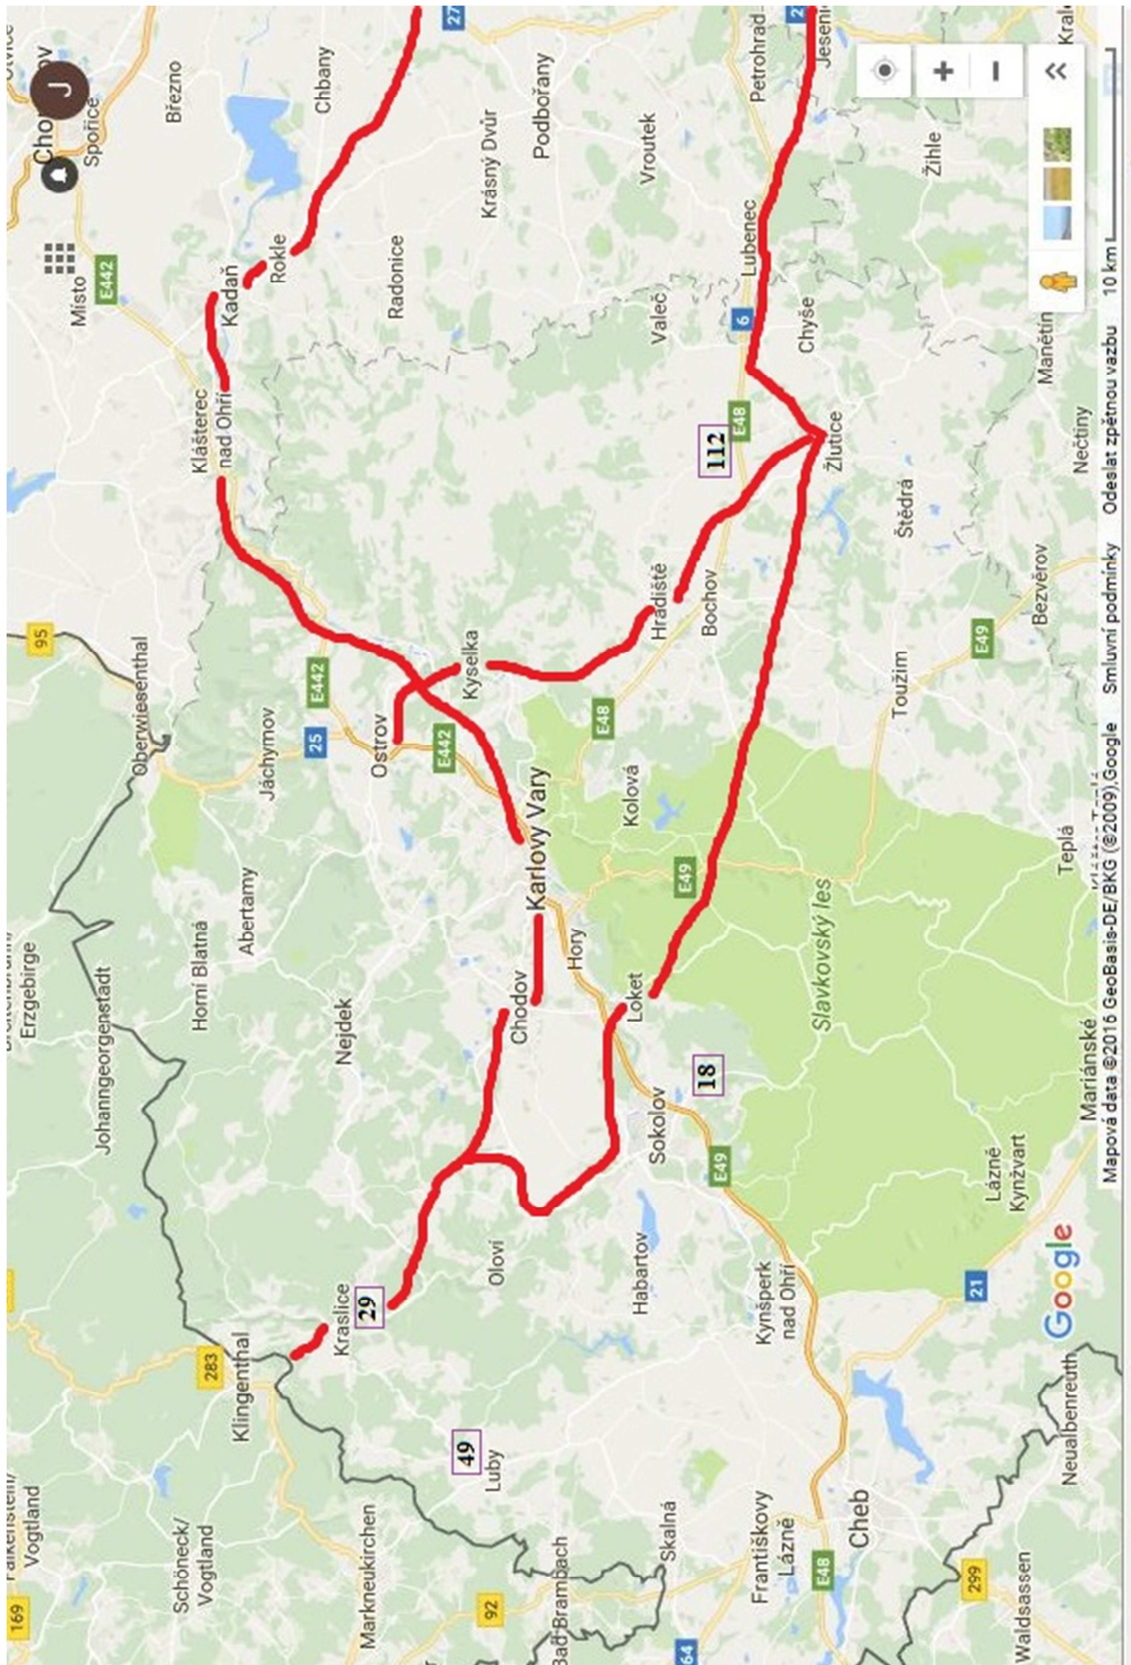 169
Vogtland
Erzgebirge
95
Spořice
J
Místo
E442
Johanngeorgenstadt
Oberwiesenthal
Březno
Schöneck/
Vogtland
283
Klingenthal
Horní Blatná
Abertamy
Jáchymov
Klášterec
nad Ohří
Kadaň
Rokle
Chbany
Markneukirchen
Kraslice
29
Nejdek
25
E442
Ostrov
Radonice
27
92
49
Luby
Oloví
Chodov
E442
Kyselka
Krásný Dvůr
Bad Brambach
Karlovy Vary
Hory
Podbořany
Skalná
Habartov
Sokolov
Loket
Kolová
E48
Hradiště
Valeč
Vroutek
64
18
E49
E49
Bochov
112
E48
6
Lubenec
Petrohrad
Františkovy
Lázně
Kynšperk
nad Ohří
Slavkovský les
Žlutice
Chyše
Jeseni
E48
Cheb
Toužim
Štědrá
Žihle
299
21
Lázně
Kynžvart
E49
Waldsassen
Neualbenreuth
Google
Mariánské
Teplá
Bezvěrov
Nečtiny
Manětín
Mapová data ©2016 GeoBasis-DE/BKG (©2009),Google Smluvní podmínky Odeslat zpětnou vazbu 10 km